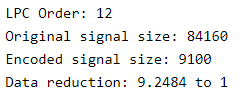 LPC Order: 12
Original signal size: 84160
Encoded signal size: 9100
Data reduction: 9.2484 to 1